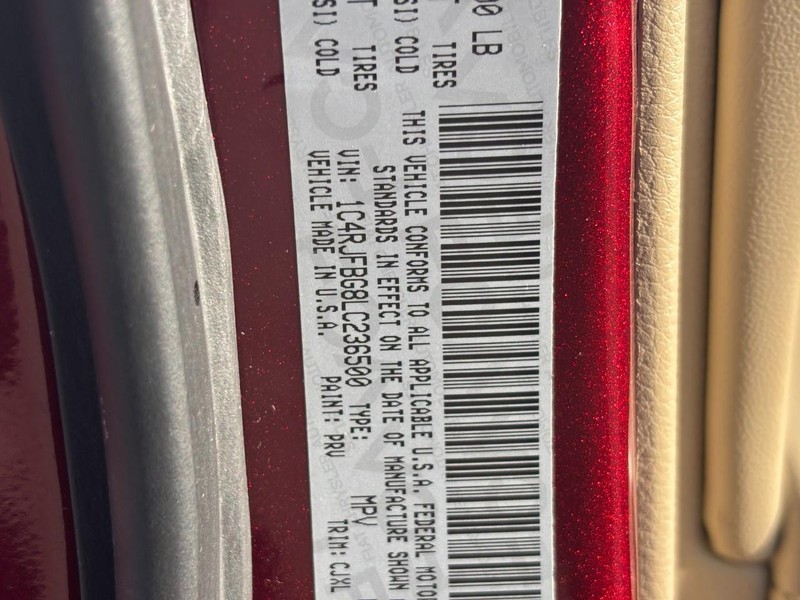 00 LB
T TIRES
SI) COLD
T TIRES
SI) COLD
THIS VEHICLE CONFORMS TO ALL APPLICABLE U.S.A. FEDERAL MOTO
STANDARDS IN EFFECT ON THE DATE OF MANUFACTURE SHOWN
VIN: 1C4RJFBG8LC236500 TYPE: MPV
VEHICLE MADE IN U.S.A. PAINT: PRV TRIM: CJXL